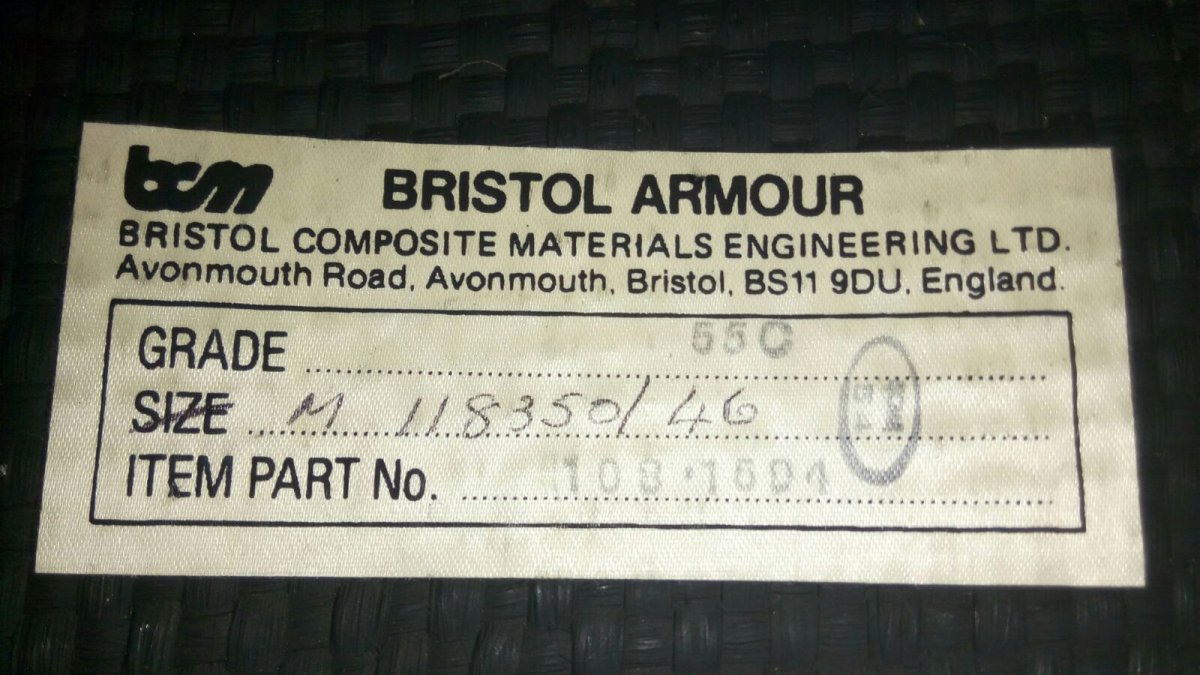 bcm BRISTOL ARMOUR
BRISTOL COMPOSITE MATERIALS ENGINEERING LTD.
Avonmouth Road, Avonmouth, Bristol, BS11 9DU, England.
GRADE 55C
SIZE M 118350/46
ITEM PART No. 108·1694